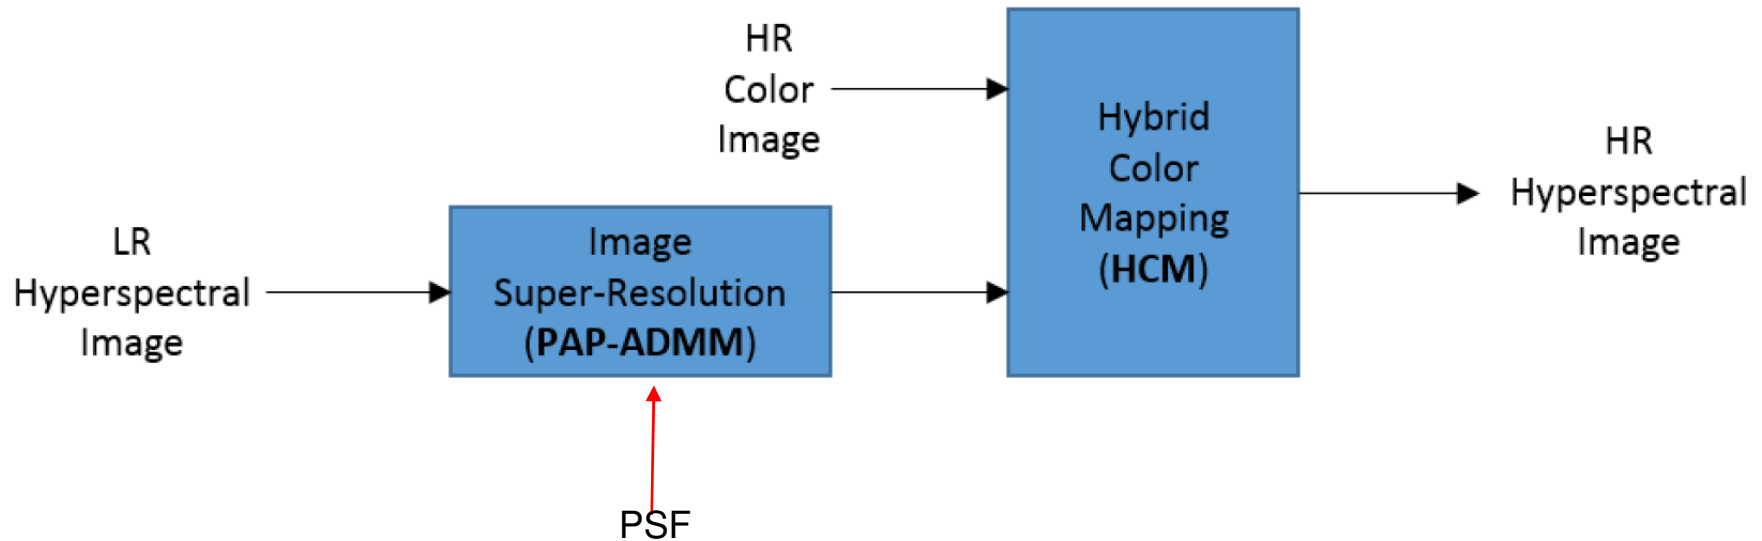 LR
Hyperspectral
Image
Image
Super-Resolution
(PAP-ADMM)
PSF
HR
Color
Image
Hybrid
Color
Mapping
(HCM)
HR
Hyperspectral
Image